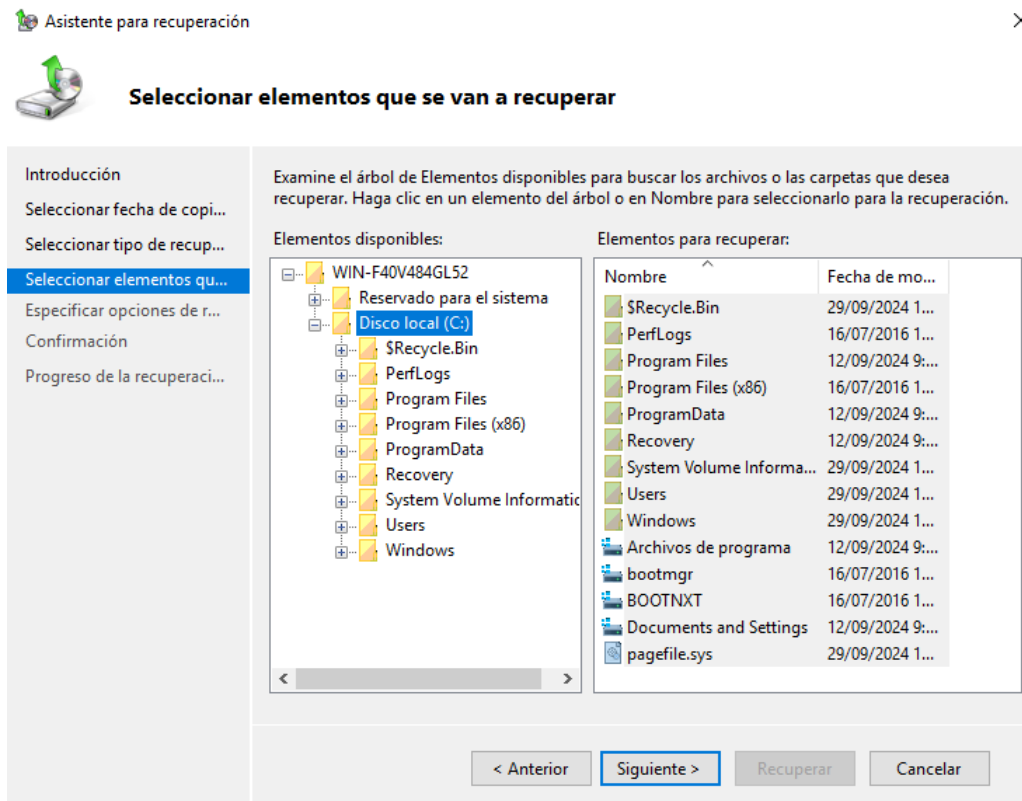 Asistente para recuperación
Seleccionar elementos que se van a recuperar
Introducción
Seleccionar fecha de copi...
Seleccionar tipo de recup...
Seleccionar elementos qu...
Especificar opciones de r...
Confirmación
Progreso de la recuperaci...
Examine el árbol de Elementos disponibles para buscar los archivos o las carpetas que desea
recuperar. Haga clic en un elemento del árbol o en Nombre para seleccionarlo para la recuperación.
Elementos disponibles:
WIN-F40V484GL52
Reservado para el sistema
Disco local (C:)
$Recycle.Bin
PerfLogs
Program Files
Program Files (x86)
ProgramData
Recovery
System Volume Informatic
Users
Windows
Elementos para recuperar:
Nombre Fecha de mo...
$Recycle.Bin 29/09/2024 1...
PerfLogs 16/07/2016 1...
Program Files 12/09/2024 9:...
Program Files (x86) 16/07/2016 1...
ProgramData 12/09/2024 9:...
Recovery 12/09/2024 9:...
System Volume Informa... 29/09/2024 1...
Users 29/09/2024 1...
Windows 29/09/2024 1...
Archivos de programa 12/09/2024 9:...
bootmgr 16/07/2016 1...
BOOTNXT 16/07/2016 1...
Documents and Settings 12/09/2024 9:...
pagefile.sys 29/09/2024 1...
< Anterior Siguiente > Recuperar Cancelar